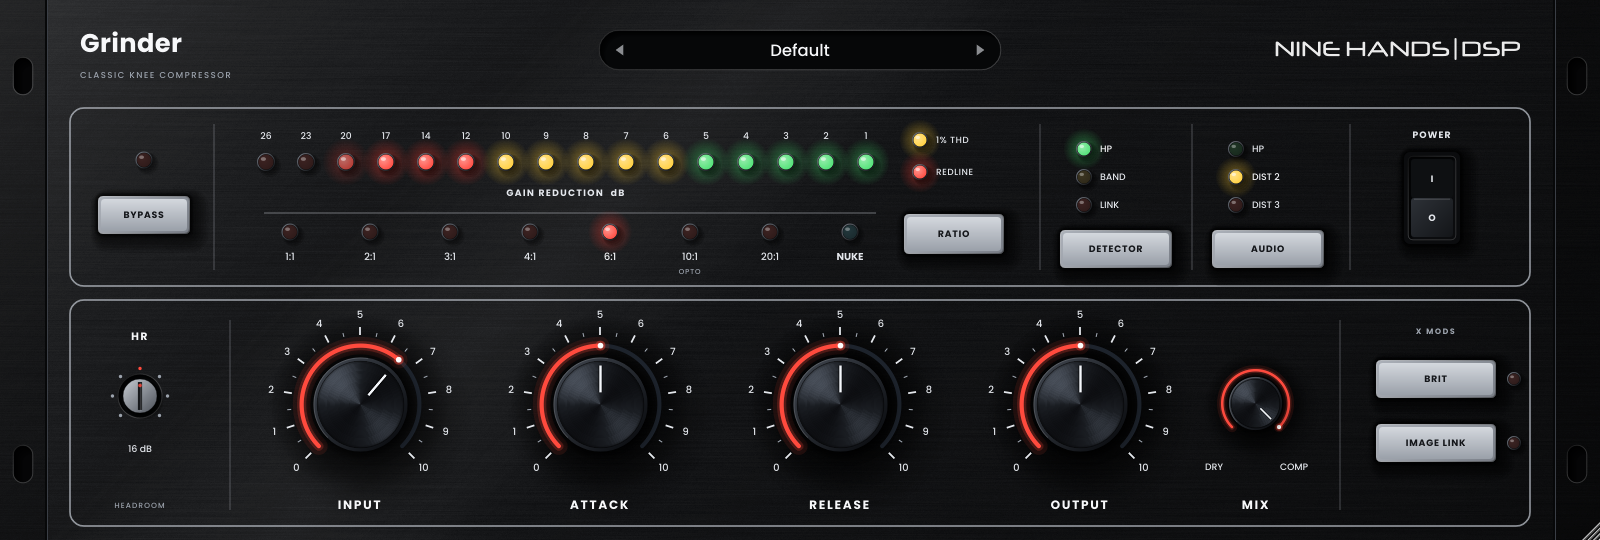 Grinder
CLASSIC KNEE COMPRESSOR
Default
NINE HANDS|DSP
26 23 20 17 14 12 10 9 8 7 6 5 4 3 2 1
GAIN REDUCTION dB
1% THD
REDLINE
BYPASS
1:1 2:1 3:1 4:1 6:1 10:1 20:1 NUKE
OPTO
RATIO
HP
BAND
LINK
DETECTOR
HP
DIST 2
DIST 3
AUDIO
POWER
I
O
HR
16 dB
HEADROOM
0 1 2 3 4 5 6 7 8 9 10
INPUT
0 1 2 3 4 5 6 7 8 9 10
ATTACK
0 1 2 3 4 5 6 7 8 9 10
RELEASE
0 1 2 3 4 5 6 7 8 9 10
OUTPUT
DRY COMP
MIX
X MODS
BRIT
IMAGE LINK